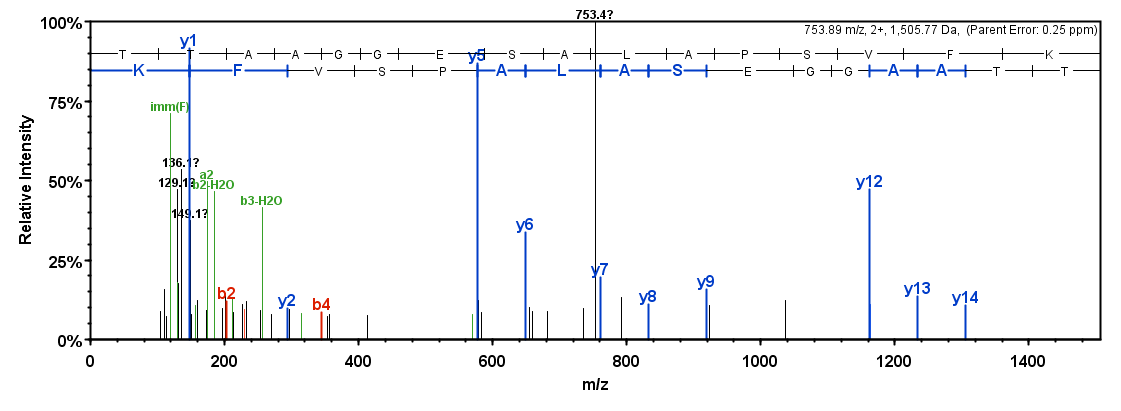 753.4?
753.89 m/z, 2+, 1,505.77 Da, (Parent Error: 0.25 ppm)
T T A A G G E S A L A P S V F K
K F V S P A L A S E G G A A T T
100%
75%
50%
25%
0%
Relative Intensity
y1
y5
imm(F)
136.1?
129.1?
a2
b2-H2O
149.1?
b3-H2O
b2
y2
b4
y6
y7
y8
y9
y12
y13
y14
0 200 400 600 800 1000 1200 1400
m/z